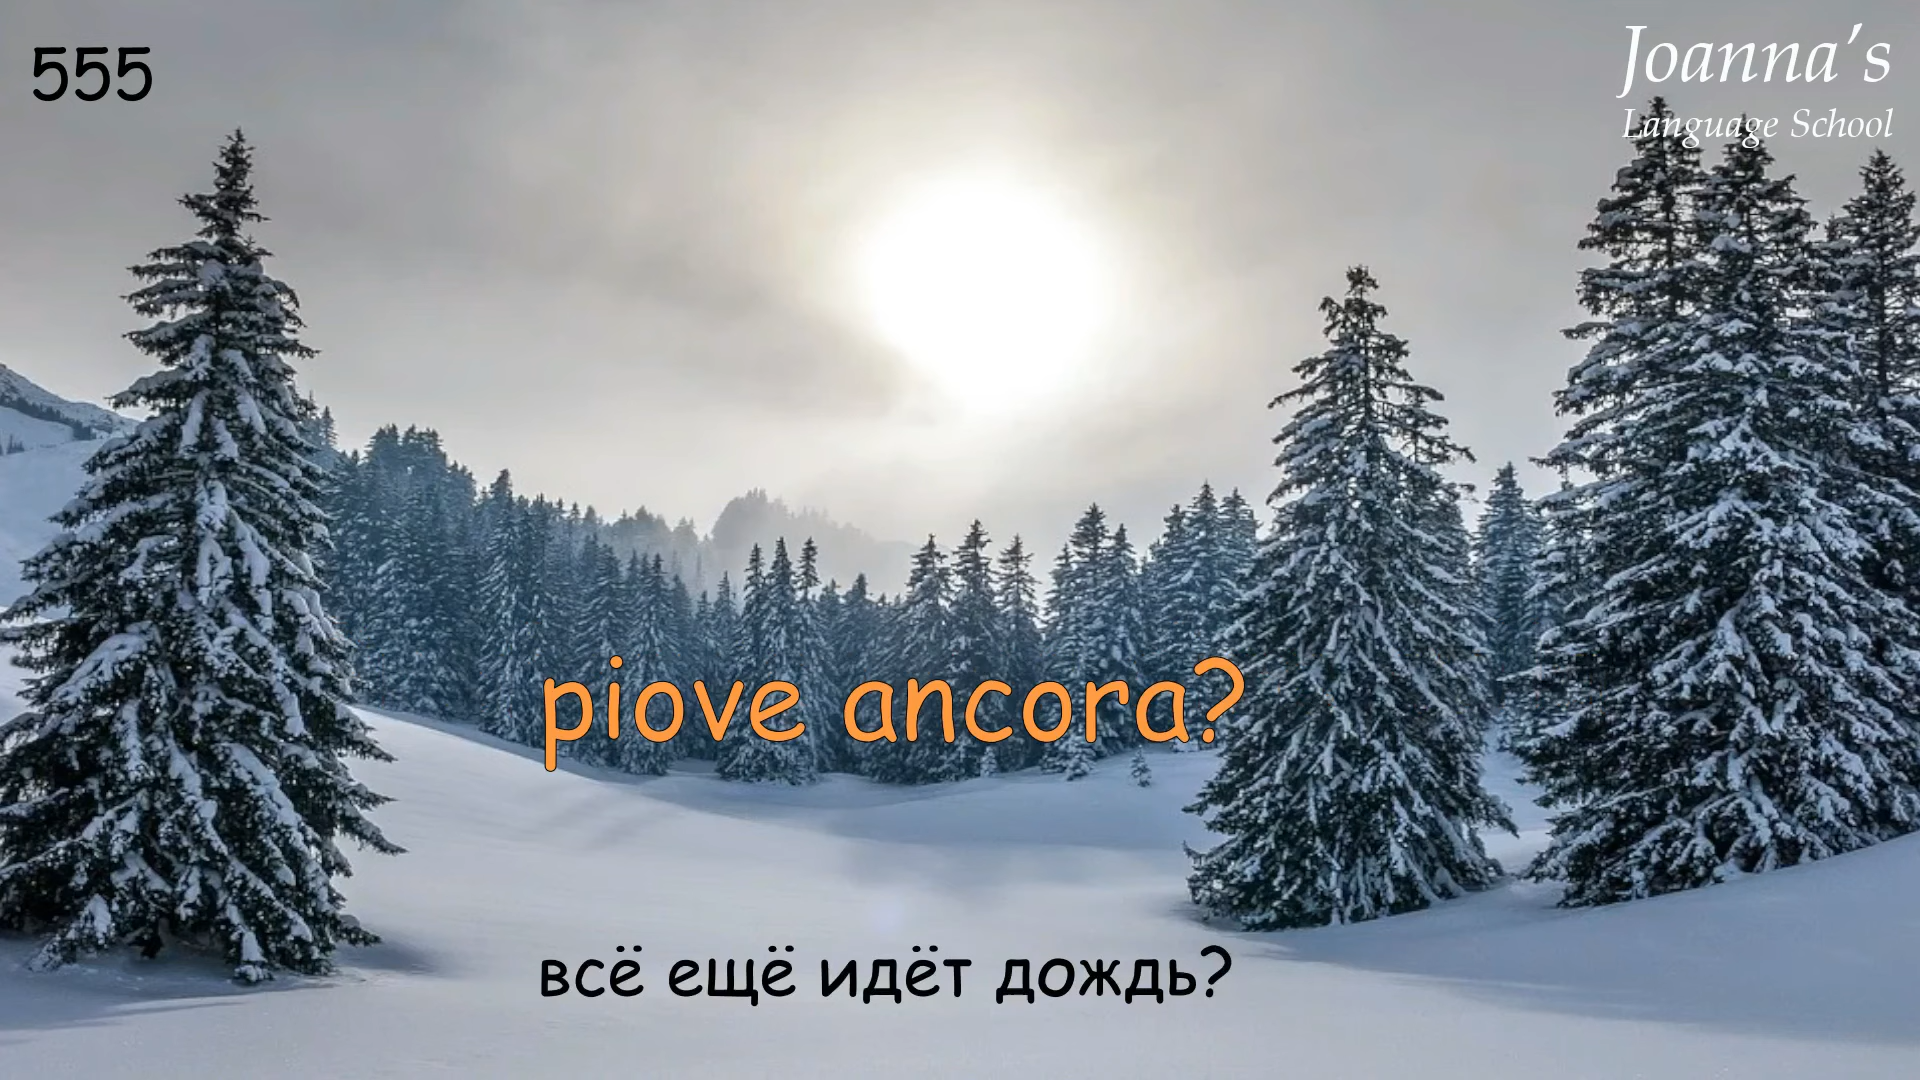 555
Joanna's
Language School
piove ancora?
всё ещё идёт дождь?